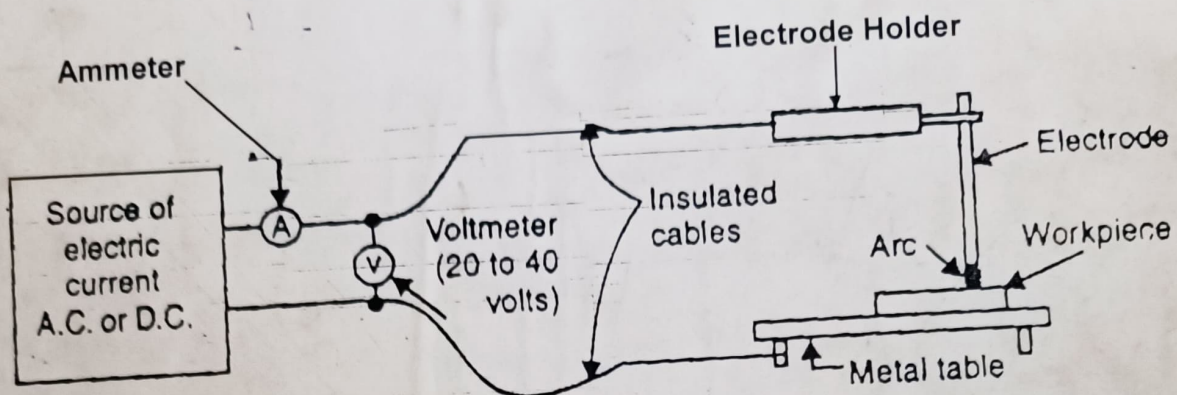 Electrode Holder
Ammeter
Electrode
Source of
electric
current
A.C. or D.C.
A
V
Voltmeter
(20 to 40
volts)
Insulated
cables
Arc
Workpiece
Metal table